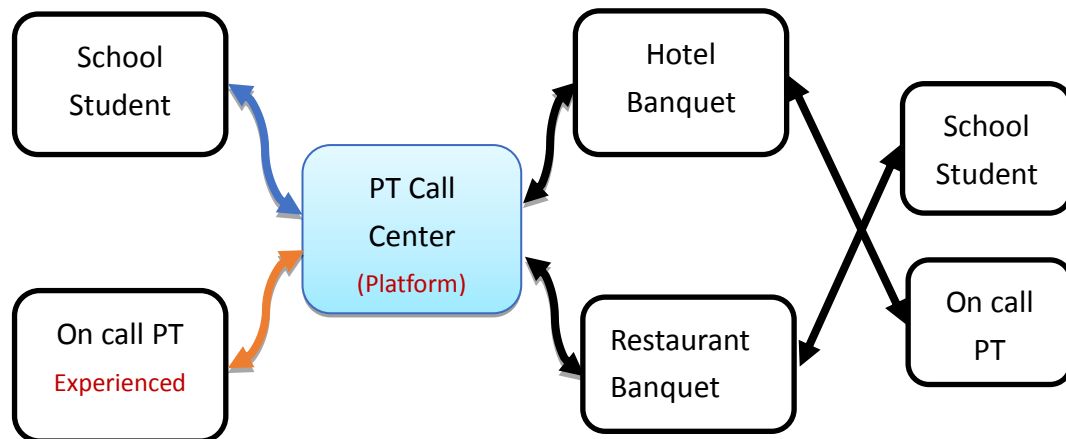 School
Student
On call PT
Experienced
PT Call
Center
(Platform)
Hotel
Banquet
Restaurant
Banquet
School
Student
On call
PT